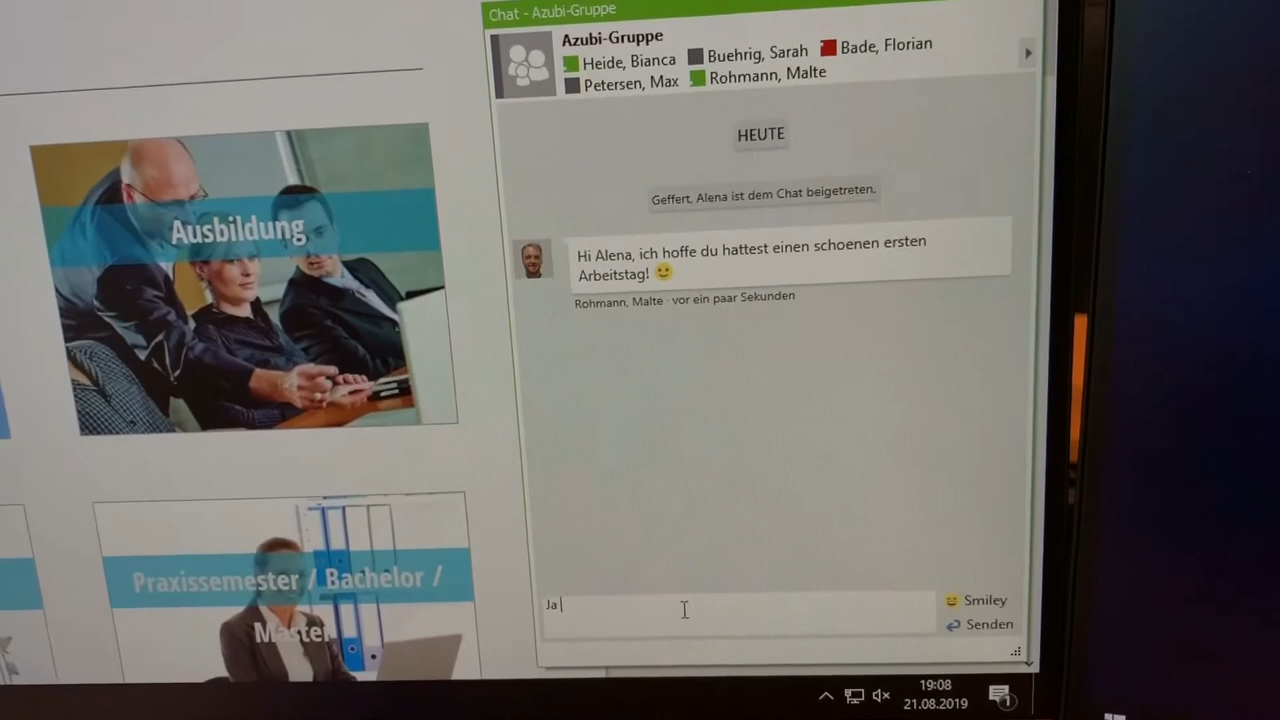 Chat - Azubi-Gruppe
Azubi-Gruppe
Heide, Bianca Buehrig, Sarah Bade, Florian
Petersen, Max Rohmann, Malte
HEUTE
Geffert, Alena ist dem Chat beigetreten.
Hi Alena, ich hoffe du hattest einen schoenen ersten
Arbeitstag!
Rohmann, Malte · vor ein paar Sekunden
Ja
Smiley
Senden
Ausbildung
Praxissemester / Bachelor /
Master
19:08
21.08.2019
1